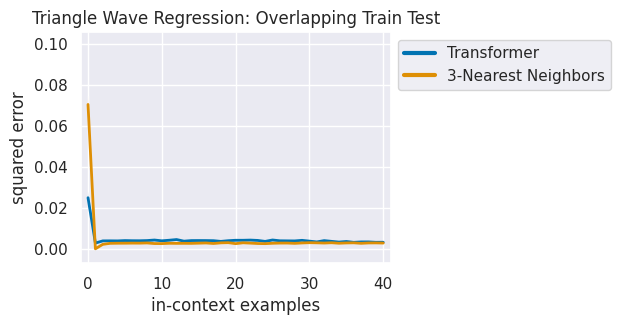 Triangle Wave Regression: Overlapping Train Test
0.10
0.08
0.06
0.04
0.02
0.00
squared error
0 10 20 30 40
in-context examples
Transformer
3-Nearest Neighbors